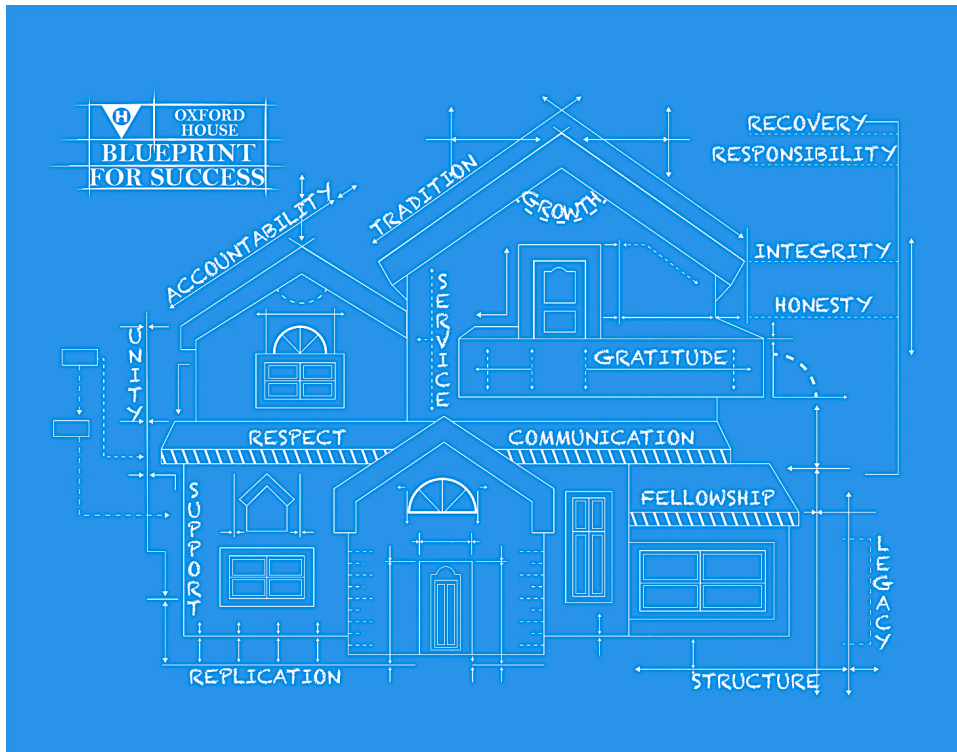 H
OXFORD
HOUSE
BLUEPRINT
FOR SUCCESS
RECOVERY
RESPONSIBILITY
TRADITION
ACCOUNTABILITY
GROWTH
INTEGRITY
HONESTY
SERVICE
UNITY
GRATITUDE
RESPECT
COMMUNICATION
SUPPORT
FELLOWSHIP
LEGACY
REPLICATION
STRUCTURE